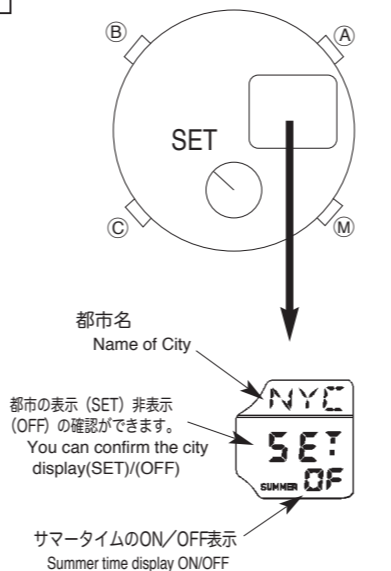 Ⓑ
Ⓐ
SET
Ⓒ
Ⓜ
都市名
Name of City
NYC
都市の表示（SET）非表示
（OFF）の確認ができます。
You can confirm the city
display(SET)/(OFF)
SET
SUMMER OF
サマータイムのON／OFF表示
Summer time display ON/OFF